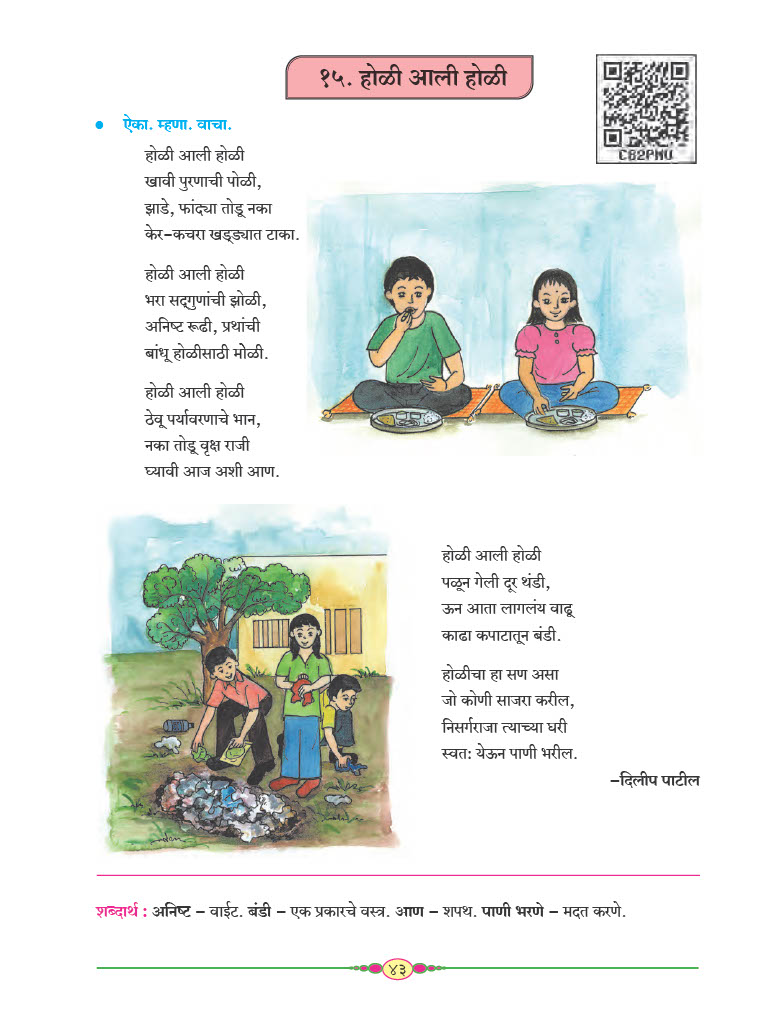 १५. होळी आली होळी
C82PMU
● ऐका. म्हणा. वाचा.
होळी आली होळी
खावी पुरणाची पोळी,
झाडे, फांद्या तोडू नका
केर-कचरा खड्ड्यात टाका.
होळी आली होळी
भरा सद्‌गुणांची झोळी,
अनिष्ट रूढी, प्रथांची
बांधू होळीसाठी मोळी.
होळी आली होळी
ठेवू पर्यावरणाचे भान,
नका तोडू वृक्ष राजी
घ्यावी आज अशी आण.
होळी आली होळी
पळून गेली दूर थंडी,
ऊन आता लागलंय वाढू
काढा कपाटातून बंडी.
होळीचा हा सण असा
जो कोणी साजरा करील,
निसर्गराजा त्याच्या घरी
स्वतः येऊन पाणी भरील.
–दिलीप पाटील
शब्दार्थ : अनिष्ट – वाईट. बंडी – एक प्रकारचे वस्त्र. आण – शपथ. पाणी भरणे – मदत करणे.
४३